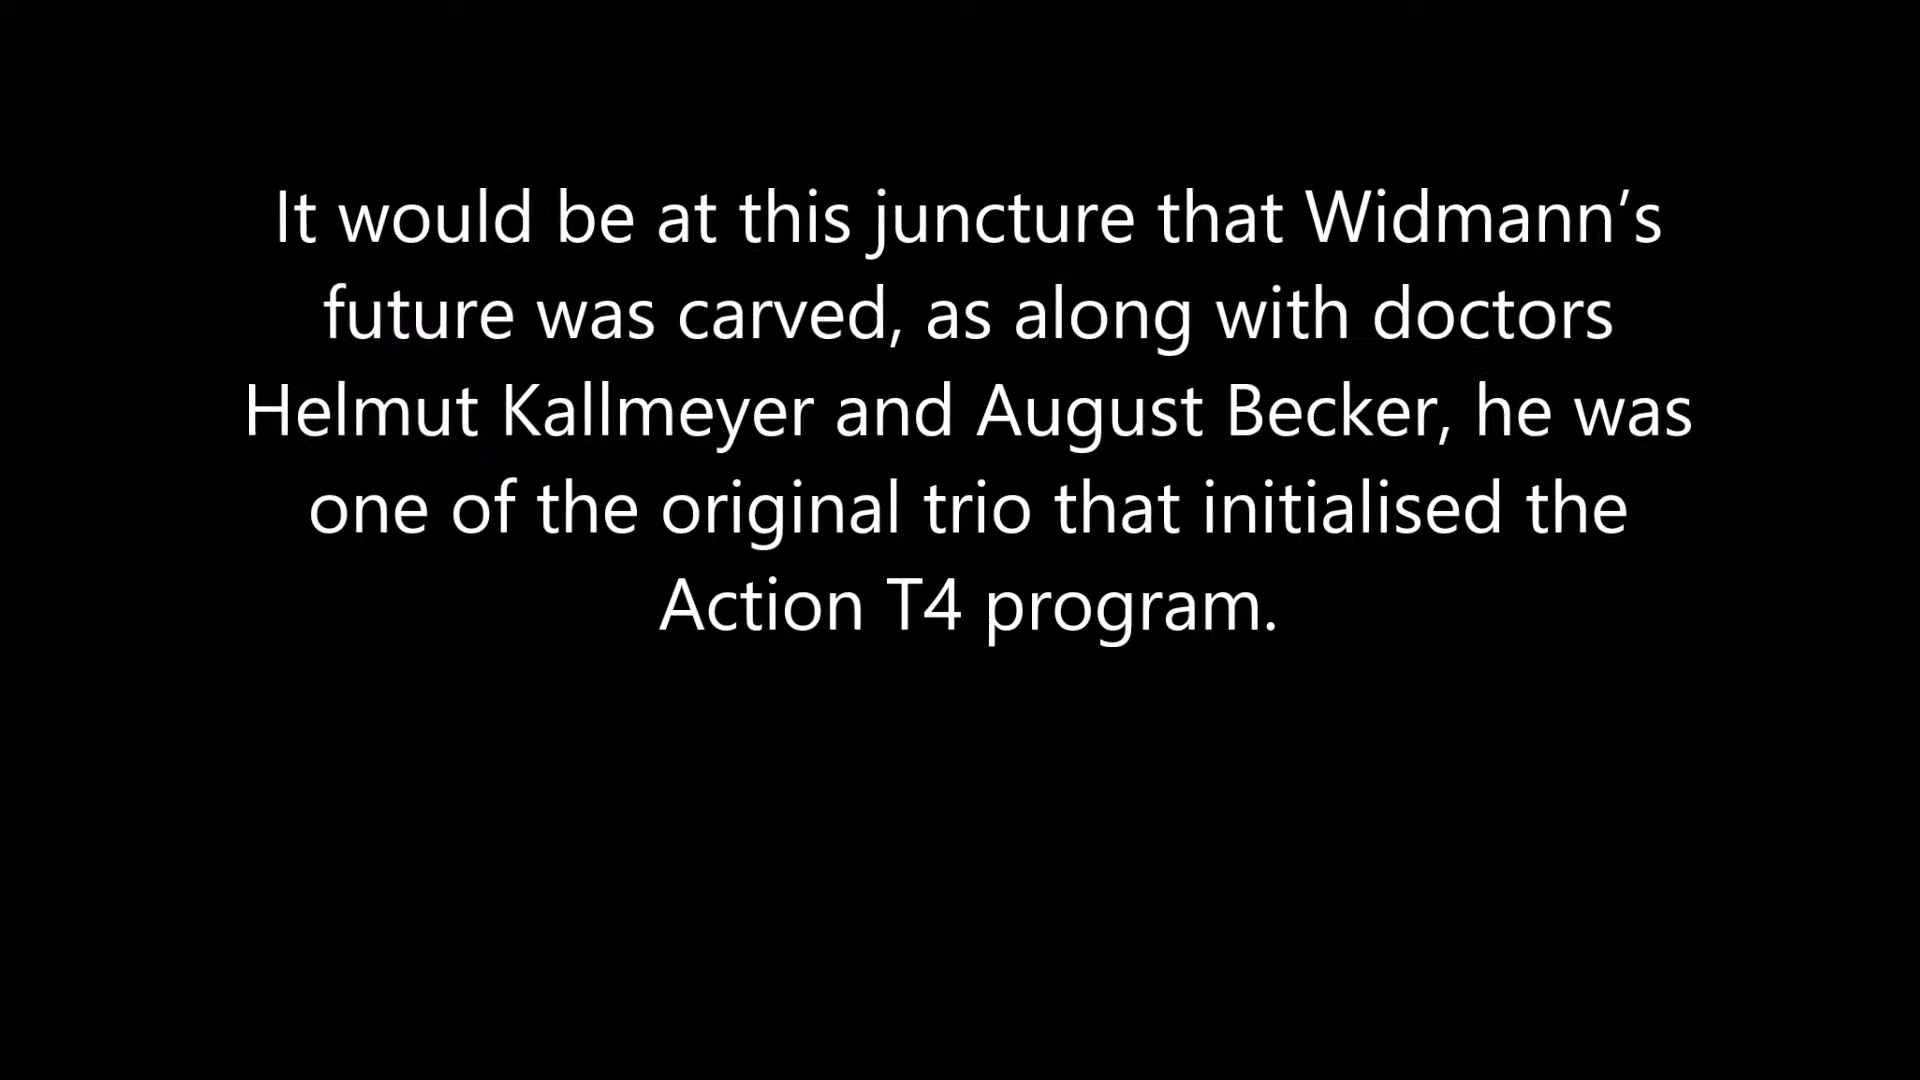 It would be at this juncture that Widmann’s
future was carved, as along with doctors
Helmut Kallmeyer and August Becker, he was
one of the original trio that initialised the
Action T4 program.